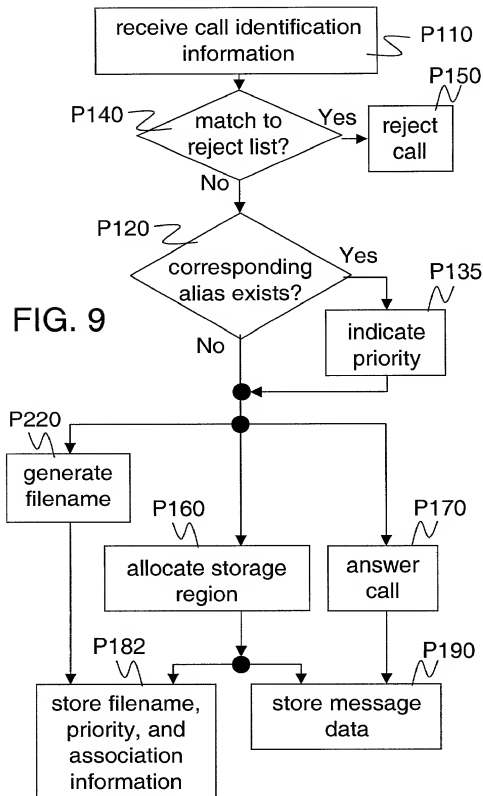 receive call identification
information
P110
P150
P140
match to
reject list?
Yes
reject
call
No
P120
Yes
corresponding
alias exists?
P135
FIG. 9
indicate
priority
No
P220
generate
filename
P160
P170
allocate storage
region
answer
call
P182
P190
store filename,
priority, and
association
information
store message
data